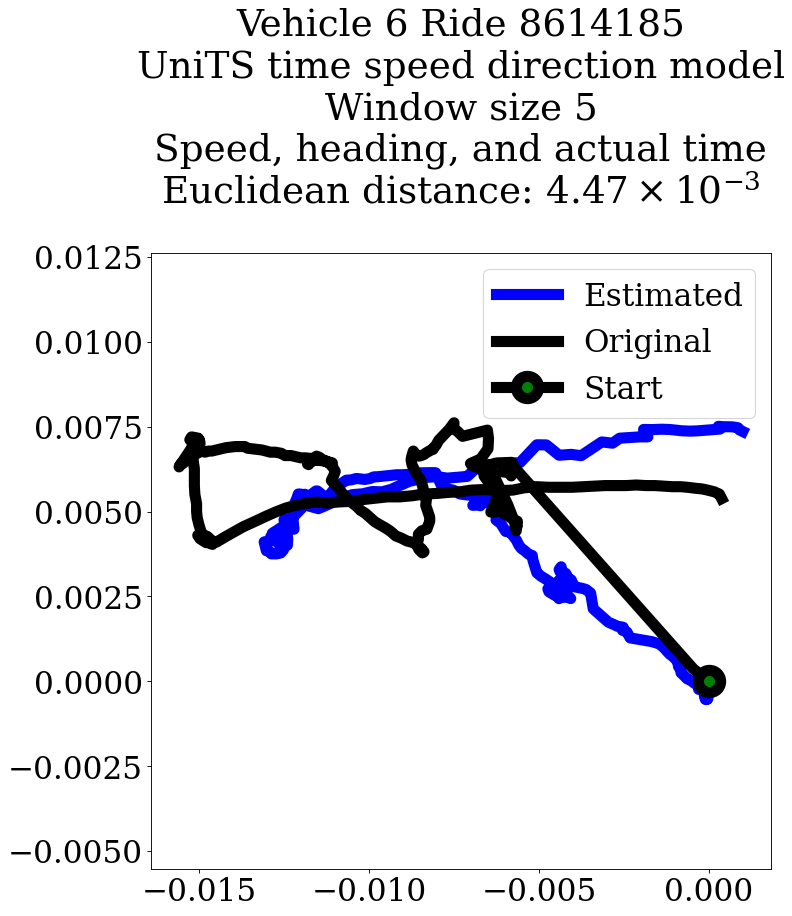 Vehicle 6 Ride 8614185
UniTS time speed direction model
Window size 5
Speed, heading, and actual time
Euclidean distance: 4.47 × 10⁻³
0.0125
0.0100
0.0075
0.0050
0.0025
0.0000
−0.0025
−0.0050
Estimated
Original
Start
−0.015
−0.010
−0.005
0.000